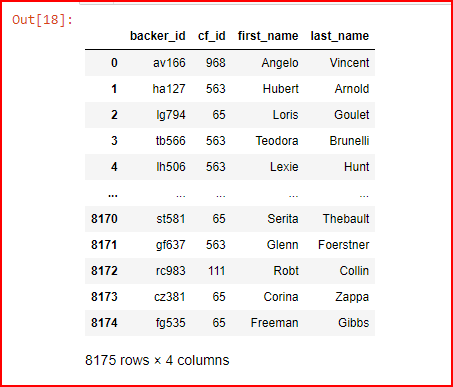 Out[18]:
backer_id cf_id first_name last_name
0 av166 968 Angelo Vincent
1 ha127 563 Hubert Arnold
2 lg794 65 Loris Goulet
3 tb566 563 Teodora Brunelli
4 lh506 563 Lexie Hunt
... ... ... ... ...
8170 st581 65 Serita Thebault
8171 gf637 563 Glenn Foerstner
8172 rc983 111 Robt Collin
8173 cz381 65 Corina Zappa
8174 fg535 65 Freeman Gibbs
8175 rows × 4 columns